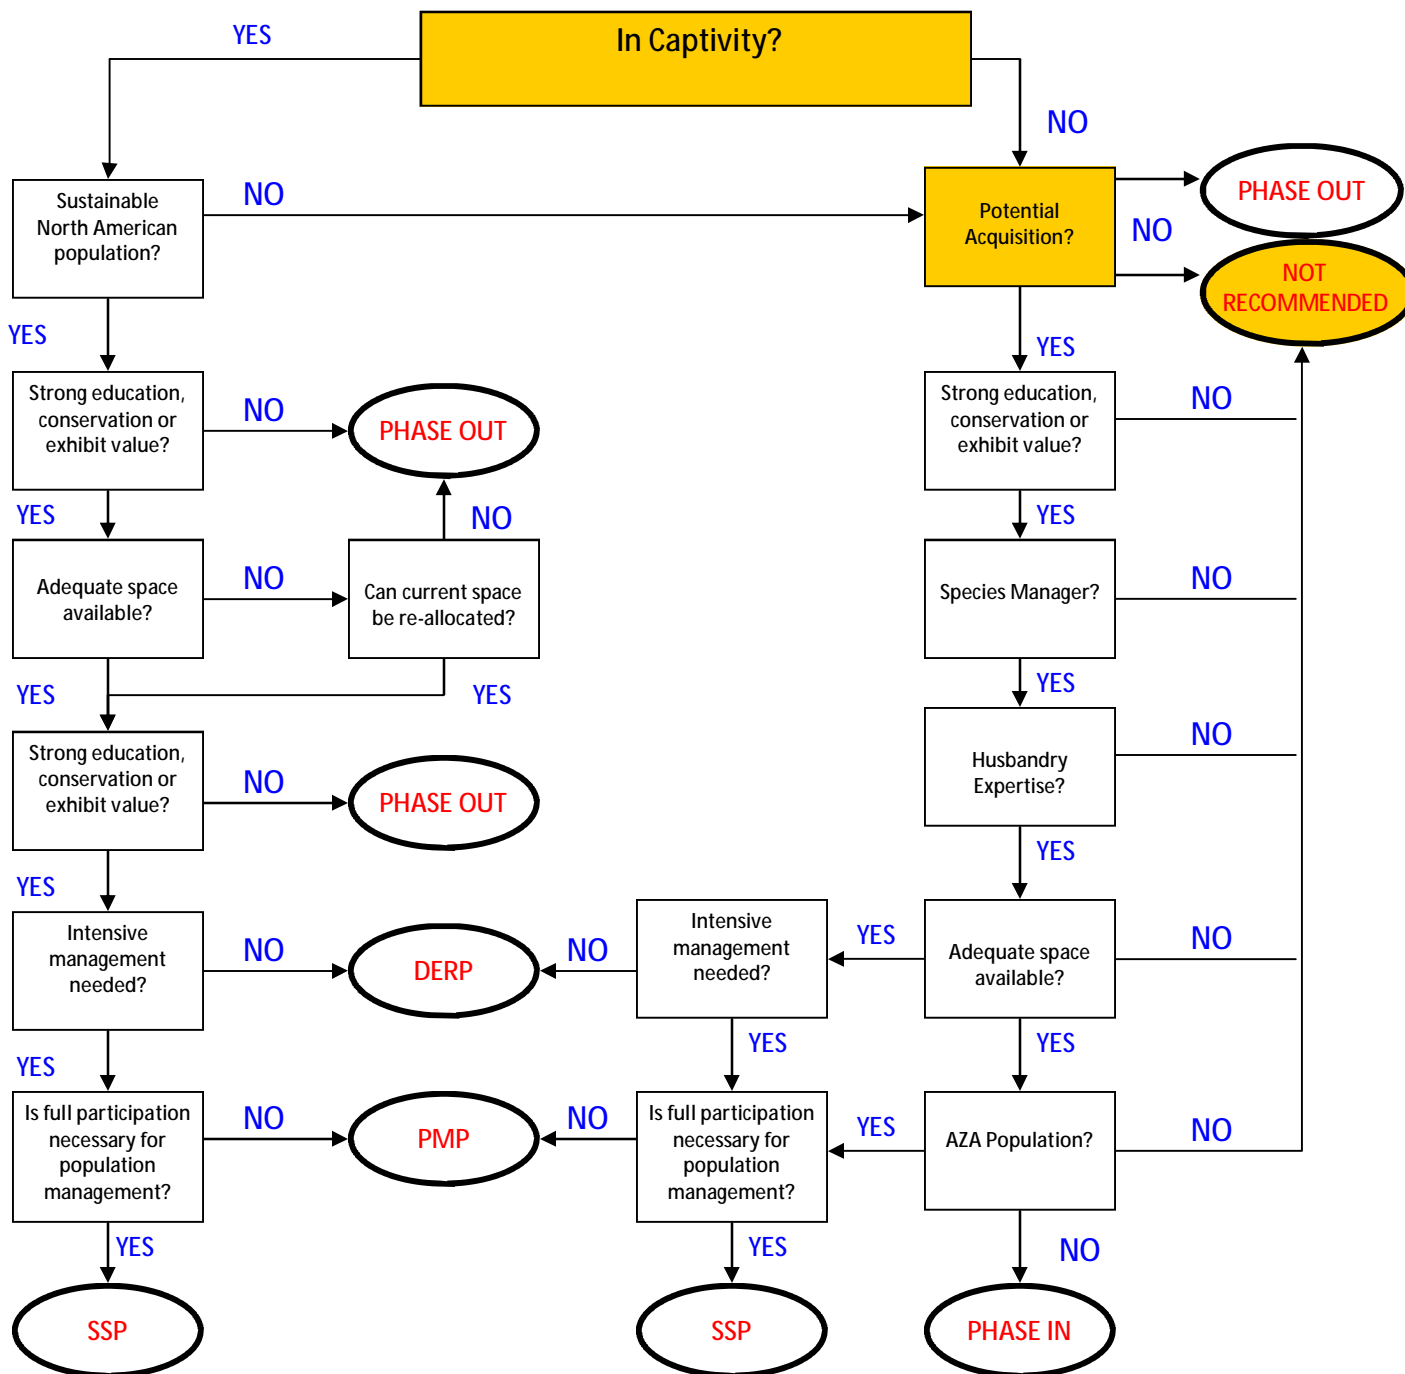 YES
In Captivity?
NO
Sustainable
North American
population?
NO
Potential
Acquisition?
PHASE OUT
NO
NOT
RECOMMENDED
YES
YES
Strong education,
conservation or
exhibit value?
NO
PHASE OUT
Strong education,
conservation or
exhibit value?
NO
YES
NO
YES
Adequate space
available?
NO
Can current space
be re-allocated?
Species Manager?
NO
YES
YES
YES
Strong education,
conservation or
exhibit value?
NO
PHASE OUT
Husbandry
Expertise?
NO
YES
YES
Intensive
management
needed?
NO
DERP
NO
Intensive
management
needed?
YES
Adequate space
available?
NO
YES
YES
YES
Is full participation
necessary for
population
management?
NO
PMP
NO
Is full participation
necessary for
population
management?
YES
AZA Population?
NO
YES
YES
NO
SSP
SSP
PHASE IN